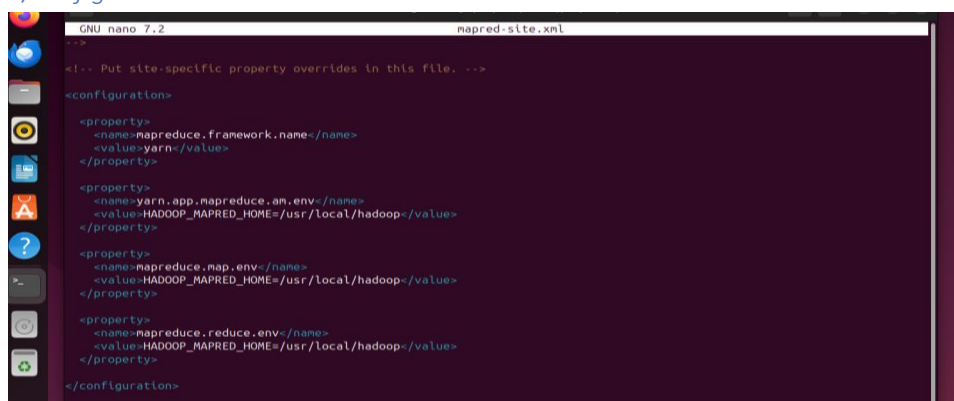 GNU nano 7.2 mapred-site.xml
-->
<!-- Put site-specific property overrides in this file. -->
<configuration>
<property>
<name>mapreduce.framework.name</name>
<value>yarn</value>
</property>
<property>
<name>yarn.app.mapreduce.am.env</name>
<value>HADOOP_MAPRED_HOME=/usr/local/hadoop</value>
</property>
<property>
<name>mapreduce.map.env</name>
<value>HADOOP_MAPRED_HOME=/usr/local/hadoop</value>
</property>
<property>
<name>mapreduce.reduce.env</name>
<value>HADOOP_MAPRED_HOME=/usr/local/hadoop</value>
</property>
</configuration>